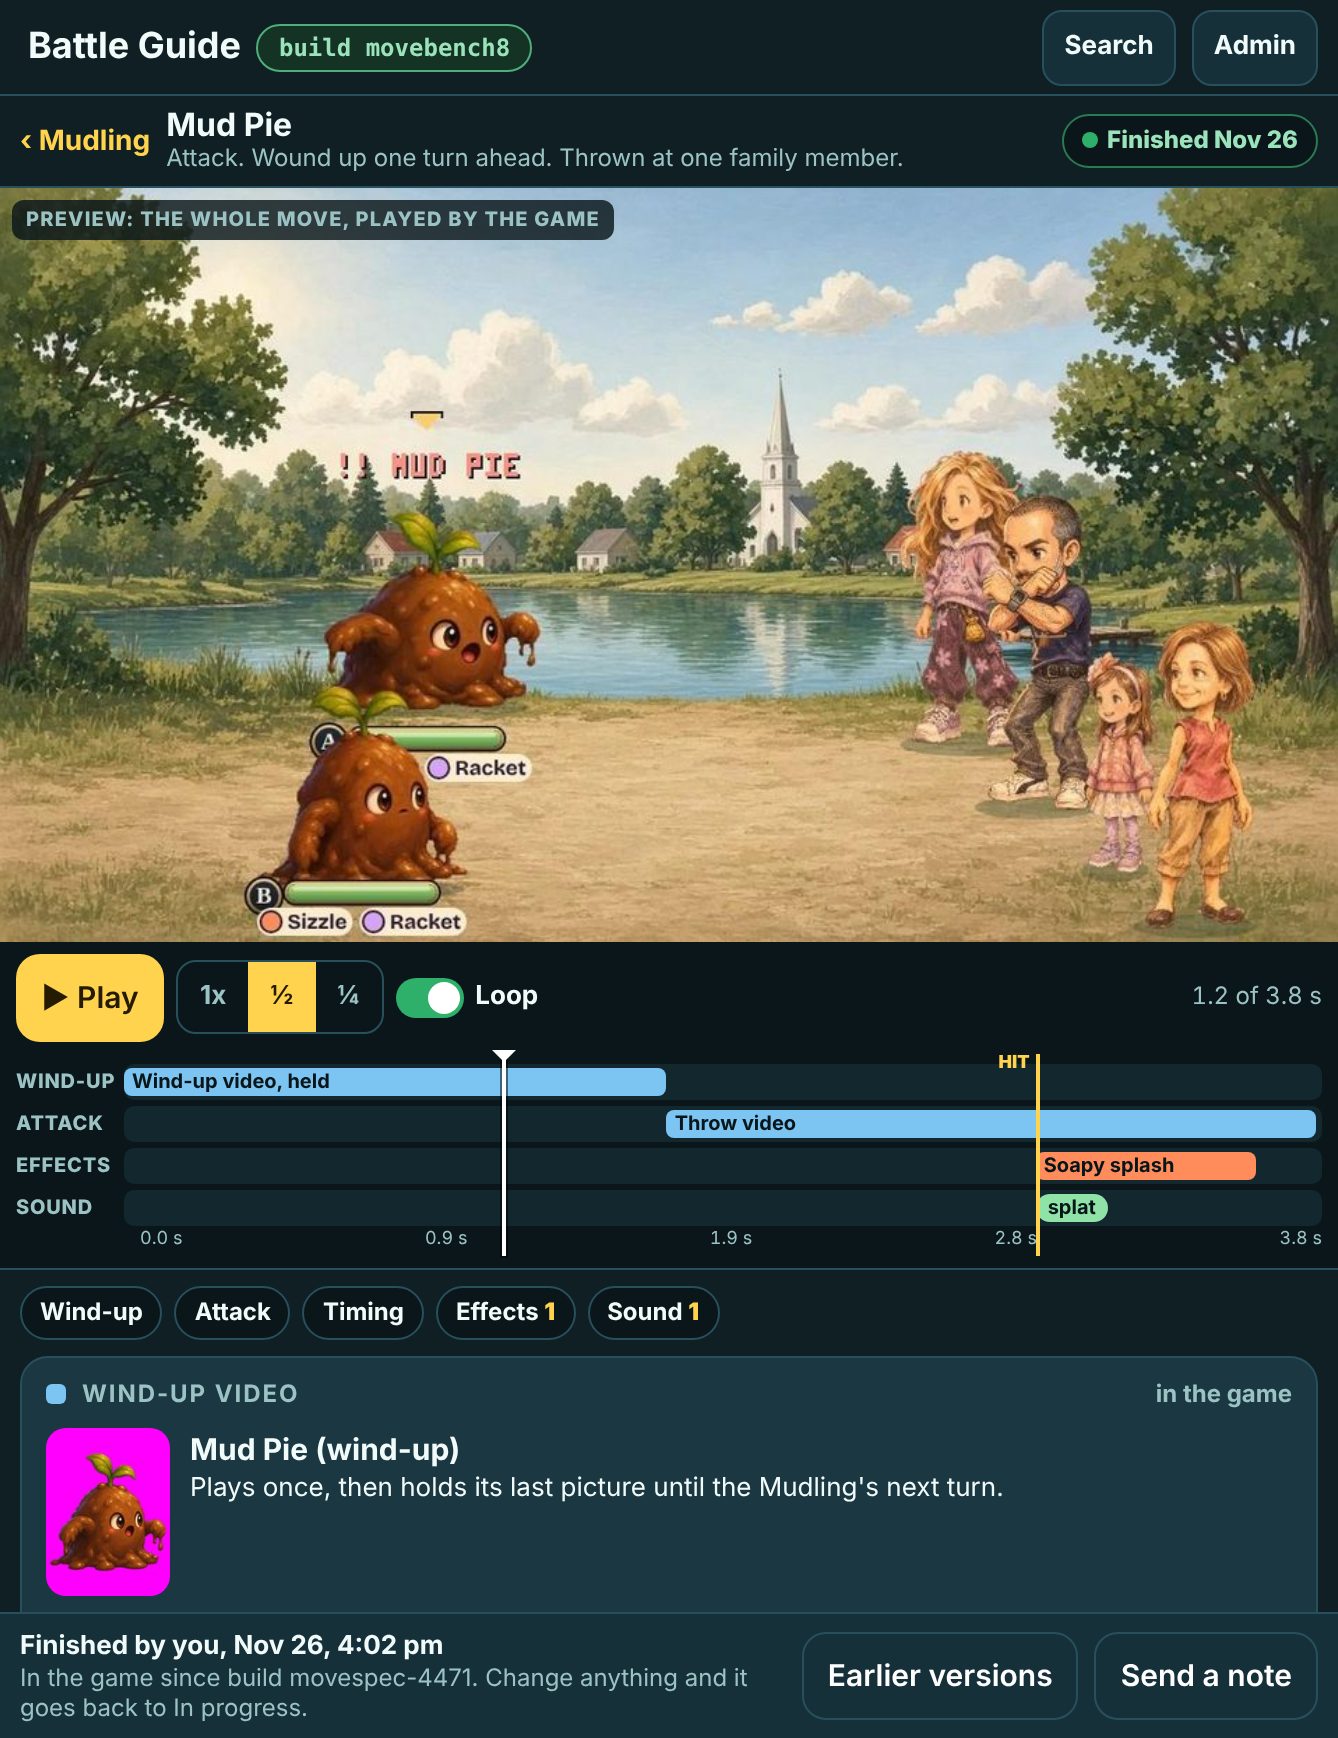 Battle Guide
build movebench8
Search
Admin
‹ Mudling
Mud Pie
Attack. Wound up one turn ahead. Thrown at one family member.
Finished Nov 26
PREVIEW: THE WHOLE MOVE, PLAYED BY THE GAME
!! MUD PIE
A
Racket
B
Sizzle
Racket
Play
1x
½
¼
Loop
1.2 of 3.8 s
HIT
WIND-UP
Wind-up video, held
ATTACK
Throw video
EFFECTS
Soapy splash
SOUND
splat
0.0 s
0.9 s
1.9 s
2.8 s
3.8 s
Wind-up
Attack
Timing
Effects 1
Sound 1
WIND-UP VIDEO
in the game
Mud Pie (wind-up)
Plays once, then holds its last picture until the Mudling's next turn.
Finished by you, Nov 26, 4:02 pm
In the game since build movespec-4471. Change anything and it
goes back to In progress.
Earlier versions
Send a note